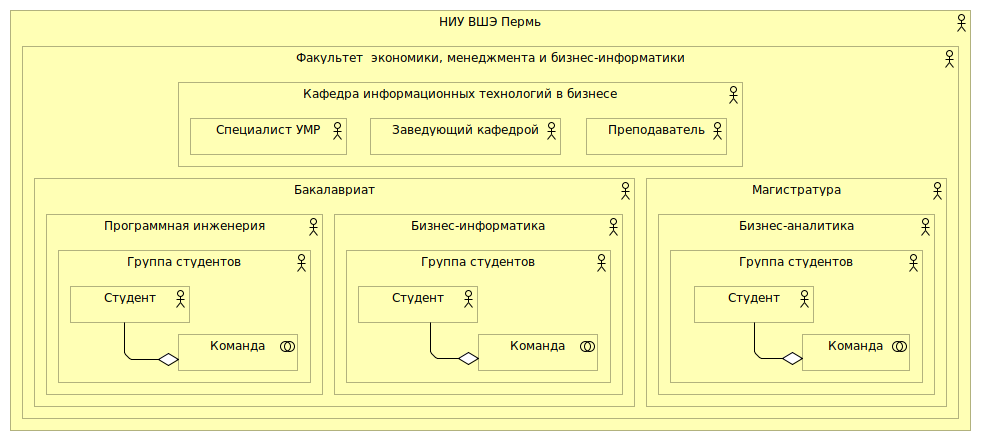 НИУ ВШЭ Пермь
Факультет экономики, менеджмента и бизнес-информатики
Кафедра информационных технологий в бизнесе
Специалист УМР
Заведующий кафедрой
Преподаватель
Бакалавриат
Магистратура
Программная инженерия
Бизнес-информатика
Бизнес-аналитика
Группа студентов
Группа студентов
Группа студентов
Студент
Студент
Студент
Команда
Команда
Команда